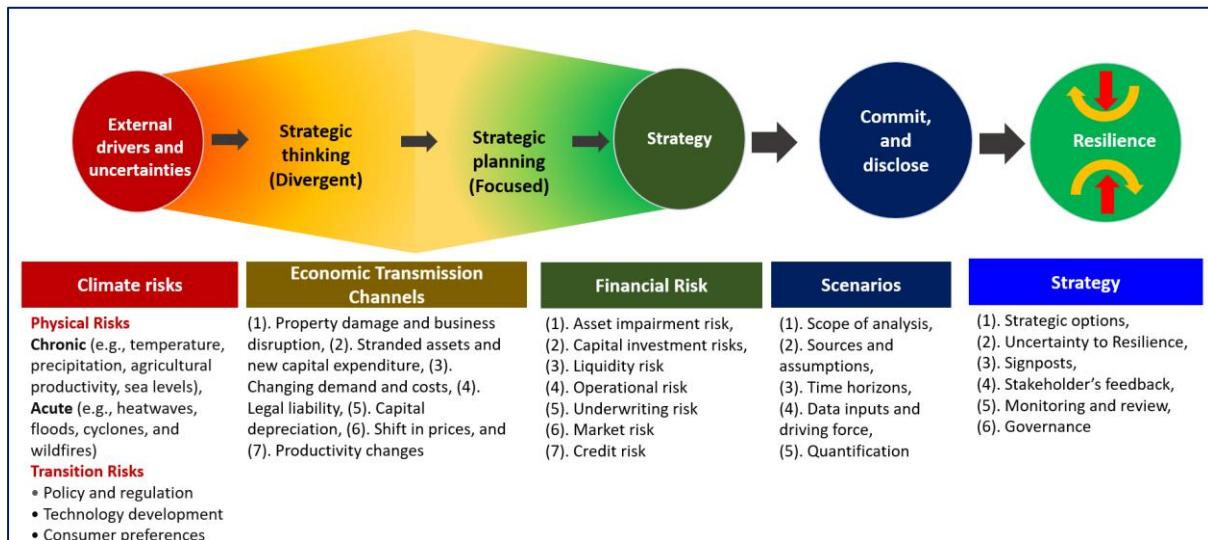 External
drivers and
uncertainties
Strategic
thinking
(Divergent)
Strategic
planning
(Focused)
Strategy
Commit,
and
disclose
Resilience
Climate risks
Physical Risks
Chronic (e.g., temperature,
precipitation, agricultural
productivity, sea levels),
Acute (e.g., heatwaves,
floods, cyclones, and
wildfires)
Transition Risks
• Policy and regulation
• Technology development
• Consumer preferences
Economic Transmission
Channels
(1). Property damage and business
disruption, (2). Stranded assets and
new capital expenditure, (3).
Changing demand and costs, (4).
Legal liability, (5). Capital
depreciation, (6). Shift in prices, and
(7). Productivity changes
Financial Risk
(1). Asset impairment risk,
(2). Capital investment risks,
(3). Liquidity risk
(4). Operational risk
(5). Underwriting risk
(6). Market risk
(7). Credit risk
Scenarios
(1). Scope of analysis,
(2). Sources and
assumptions,
(3). Time horizons,
(4). Data inputs and
driving force,
(5). Quantification
Strategy
(1). Strategic options,
(2). Uncertainty to Resilience,
(3). Signposts,
(4). Stakeholder’s feedback,
(5). Monitoring and review,
(6). Governance